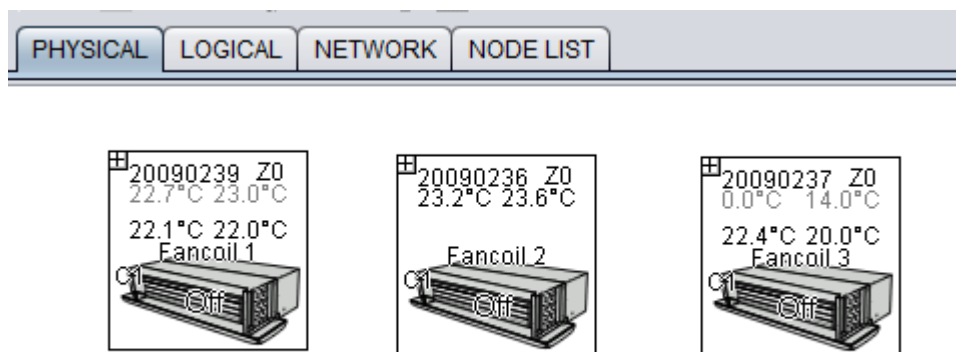 PHYSICAL LOGICAL NETWORK NODE LIST
20090239 Z0
22.7°C 23.0°C
22.1°C 22.0°C
Fancoil 1
C1
Off
20090236 Z0
23.2°C 23.6°C
Fancoil 2
C1
Off
20090237 Z0
0.0°C 14.0°C
22.4°C 20.0°C
Fancoil 3
C1
Off